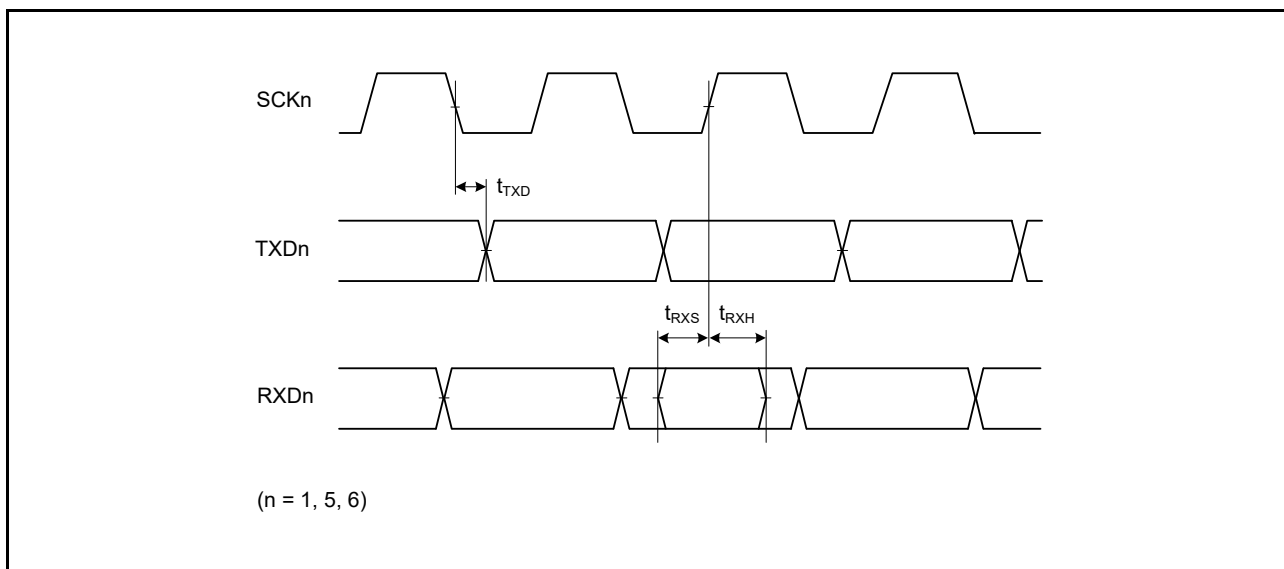 SCKn
tTXD
TXDn
tRXS tRXH
RXDn
(n = 1, 5, 6)